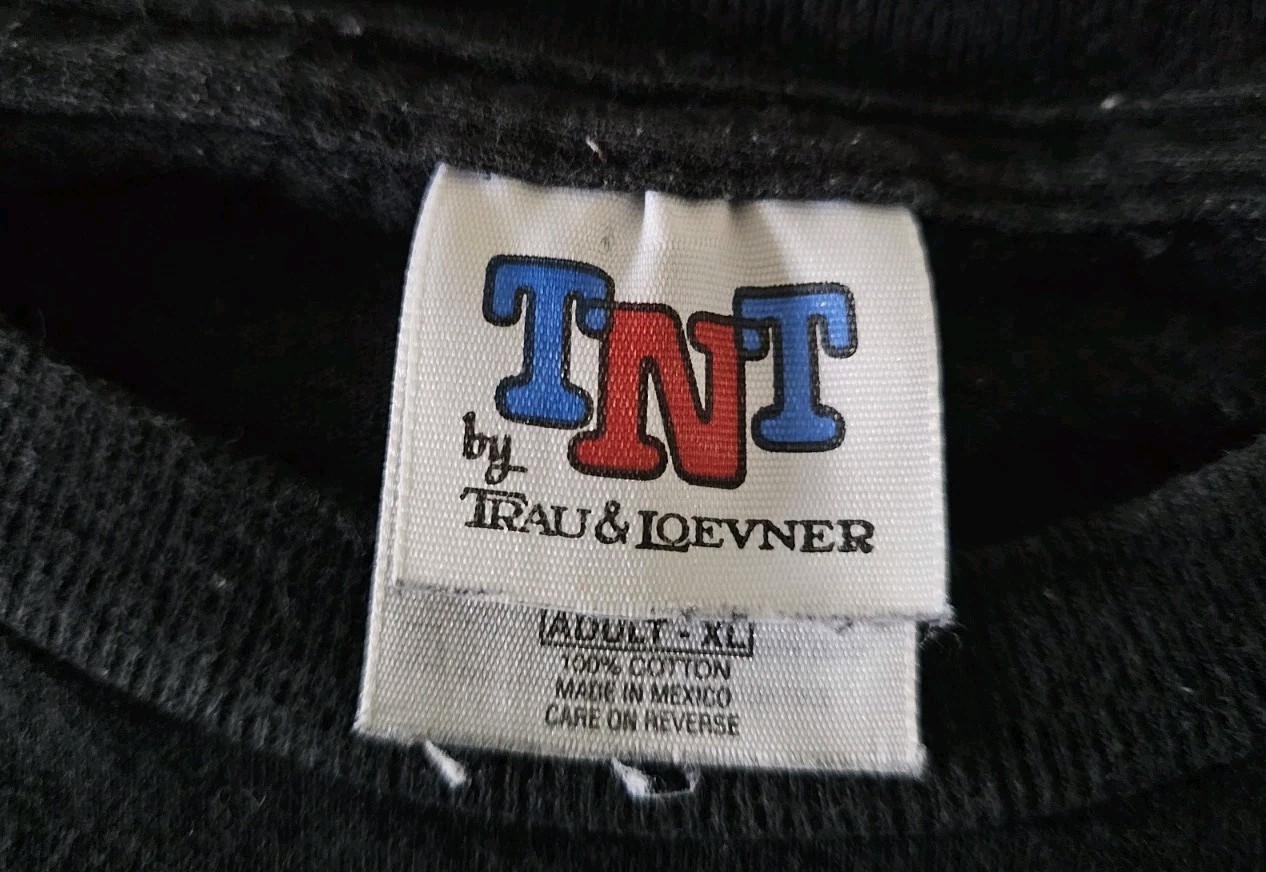 TNT
by
TRAU & LOEVNER
ADULT - XL
100% COTTON
MADE IN MEXICO
CARE ON REVERSE